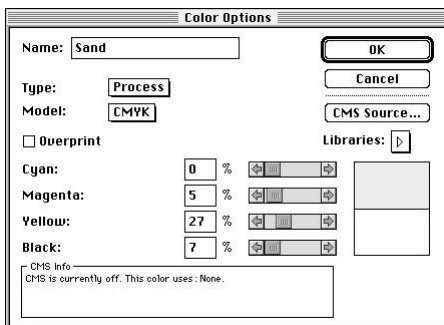 Color Options
Name: Sand
OK
Cancel
Type: Process
Model: CMYK
CMS Source...
Overprint
Libraries:
Cyan: 0 %
Magenta: 5 %
Yellow: 27 %
Black: 7 %
CMS Info
CMS is currently off. This color uses: None.